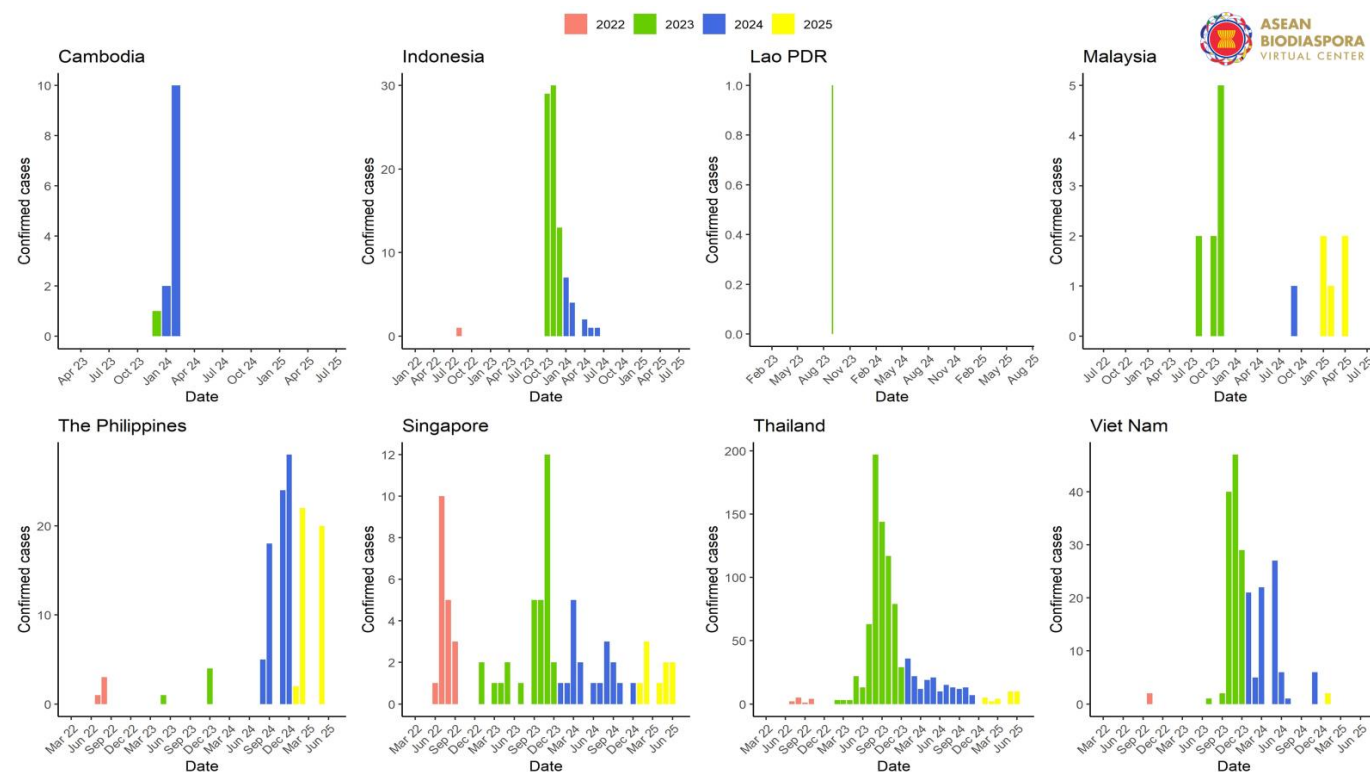 2022 2023 2024 2025
ASEAN
BIODIASPORA
VIRTUAL CENTER
Cambodia
Confirmed cases
10
8
6
4
2
0
Apr 23 Jul 23 Oct 23 Jan 24 Apr 24 Jul 24 Oct 24 Jan 25 Apr 25 Jul 25
Date
Indonesia
Confirmed cases
30
20
10
0
Jan 22 Apr 22 Jul 22 Oct 22 Jan 23 Apr 23 Jul 23 Oct 23 Jan 24 Apr 24 Jul 24 Oct 24 Jan 25 Apr 25 Jul 25
Date
Lao PDR
Confirmed cases
1.0
0.8
0.6
0.4
0.2
0.0
Feb 23 May 23 Aug 23 Nov 23 Feb 24 May 24 Aug 24 Nov 24 Feb 25 May 25 Aug 25
Date
Malaysia
Confirmed cases
5
4
3
2
1
0
Jul 22 Oct 22 Jan 23 Apr 23 Jul 23 Oct 23 Jan 24 Apr 24 Jul 24 Oct 24 Jan 25 Apr 25 Jul 25
Date
The Philippines
Confirmed cases
20
10
0
Mar 22 Jun 22 Sep 22 Dec 22 Mar 23 Jun 23 Sep 23 Dec 23 Mar 24 Jun 24 Sep 24 Dec 24 Mar 25 Jun 25
Date
Singapore
Confirmed cases
12
10
8
6
4
2
0
Mar 22 Jun 22 Sep 22 Dec 22 Mar 23 Jun 23 Sep 23 Dec 23 Mar 24 Jun 24 Sep 24 Dec 24 Mar 25 Jun 25
Date
Thailand
Confirmed cases
200
150
100
50
0
Mar 22 Jun 22 Sep 22 Dec 22 Mar 23 Jun 23 Sep 23 Dec 23 Mar 24 Jun 24 Sep 24 Dec 24 Mar 25 Jun 25
Date
Viet Nam
Confirmed cases
40
30
20
10
0
Mar 22 Jun 22 Sep 22 Dec 22 Mar 23 Jun 23 Sep 23 Dec 23 Mar 24 Jun 24 Sep 24 Dec 24 Mar 25 Jun 25
Date